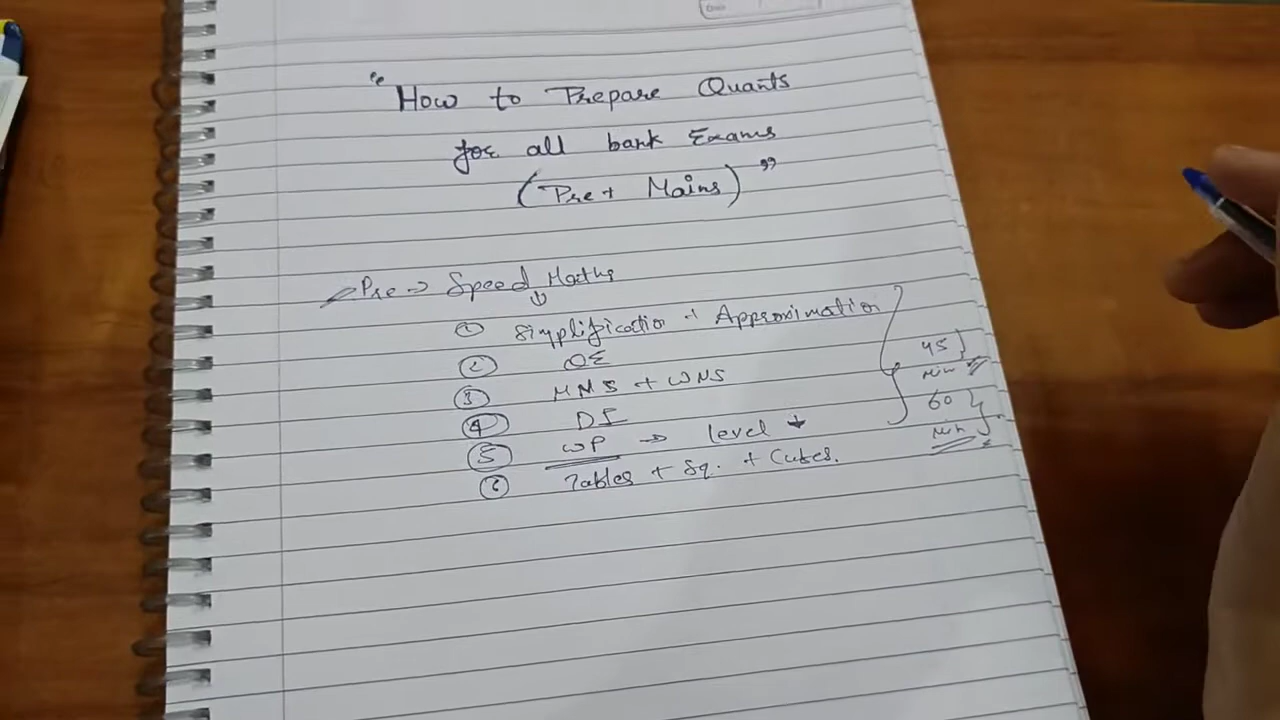 "How to Prepare Quants
for all bank Exams
(Pre + Mains)"
Pre → Speed Maths
↓
① Simplification + Approximation
② QE
③ MNS + WNS
④ DI
⑤ WP → level ↓
⑥ Tables + Sq. + Cubes.
45
Min
60
Min